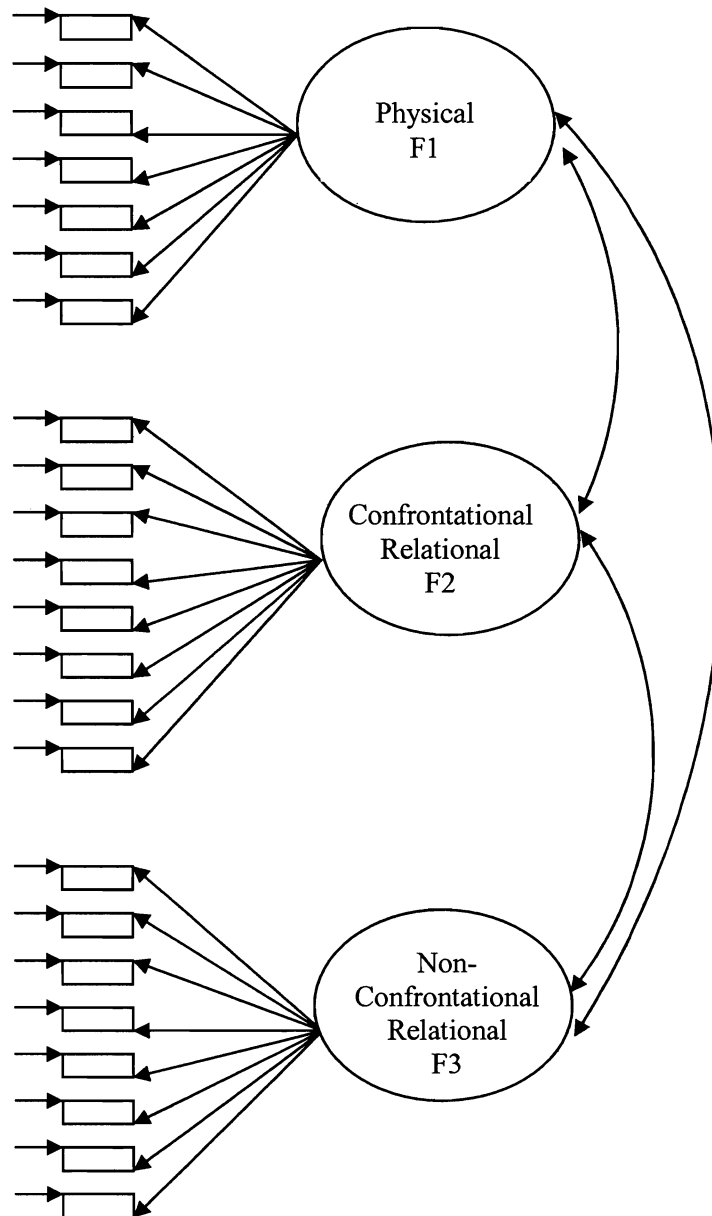 Physical
F1
Confrontational
Relational
F2
Non-
Confrontational
Relational
F3